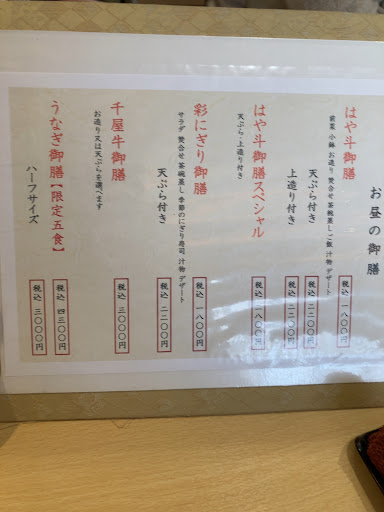 お昼の御膳
はや斗御膳
税込 一八〇〇円
前菜 小鉢 お造り 焚合せ 茶碗蒸し ご飯 汁物 デザート
天ぷら付き
税込 二二〇〇円
上造り付き
税込 二二〇〇円
はや斗御膳スペシャル
天ぷら・上造り付き
彩にぎり御膳
税込 一八〇〇円
サラダ 焚合せ 茶碗蒸し 季節のにぎり寿司 汁物 デザート
天ぷら付き
税込 二二〇〇円
千屋牛御膳
税込 三〇〇〇円
お造り又は天ぷらを選べます
うなぎ御膳【限定五食】
税込 四三〇〇円
ハーフサイズ
税込 三〇〇〇円